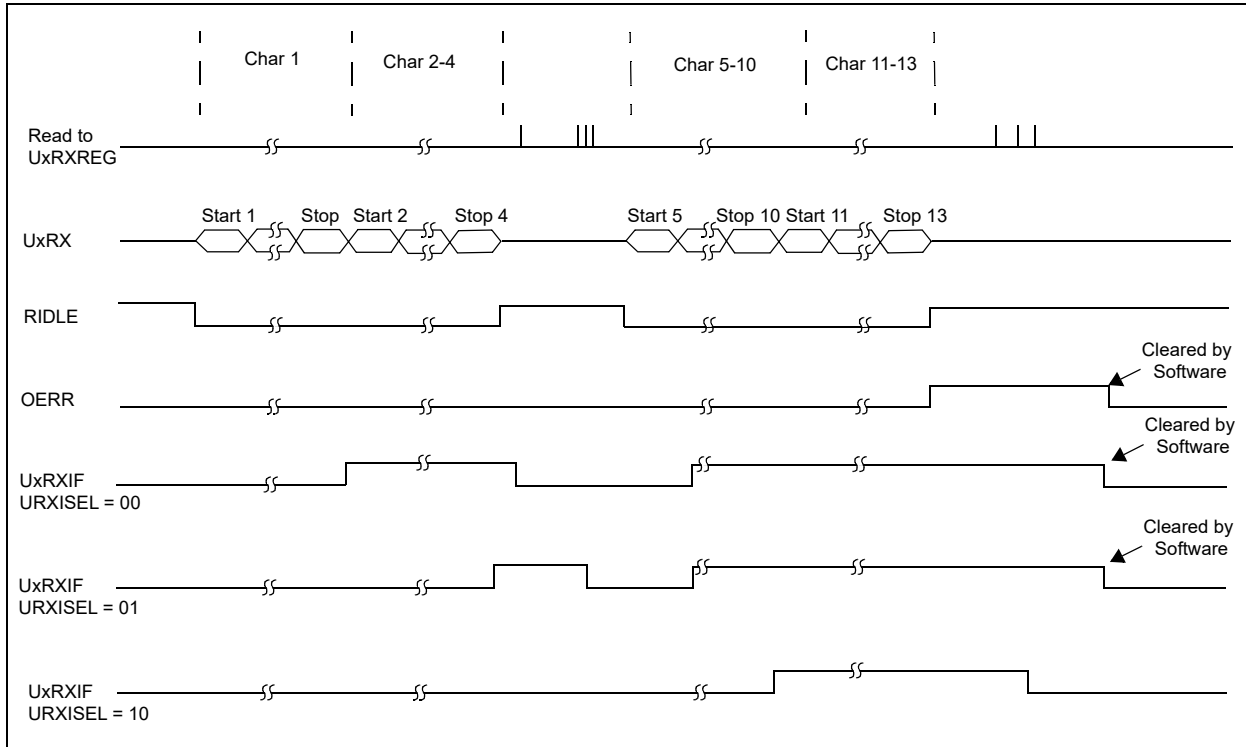 Char 1
Char 2-4
Char 5-10
Char 11-13
Read to
UxRXREG
Start 1
Stop
Start 2
Stop 4
Start 5
Stop 10
Start 11
Stop 13
UxRX
RIDLE
Cleared by
Software
OERR
Cleared by
Software
UxRXIF
URXISEL = 00
Cleared by
Software
UxRXIF
URXISEL = 01
UxRXIF
URXISEL = 10